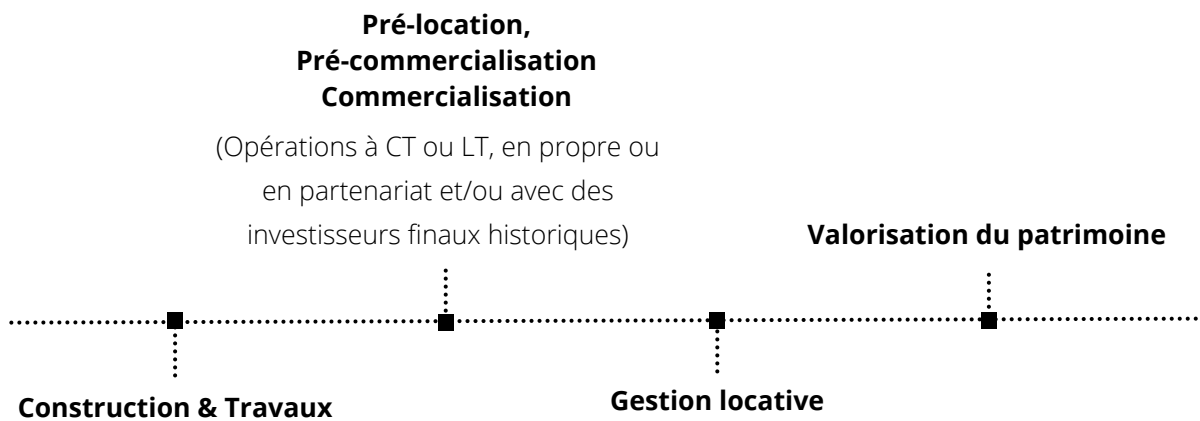 Pré-location,
Pré-commercialisation
Commercialisation
(Opérations à CT ou LT, en propre ou
en partenariat et/ou avec des
investisseurs finaux historiques)
Valorisation du patrimoine
Construction & Travaux
Gestion locative